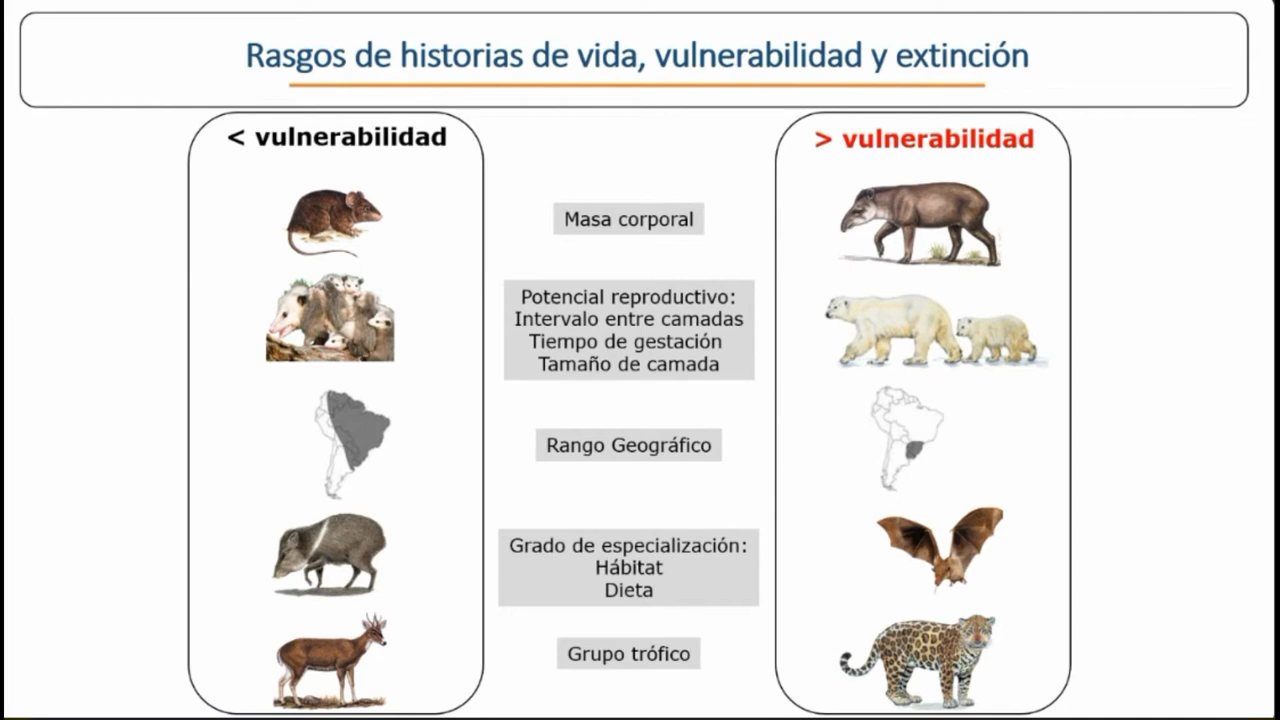 Rasgos de historias de vida, vulnerabilidad y extinción
< vulnerabilidad
> vulnerabilidad
Masa corporal
Potencial reproductivo:
Intervalo entre camadas
Tiempo de gestación
Tamaño de camada
Rango Geográfico
Grado de especialización:
Hábitat
Dieta
Grupo trófico